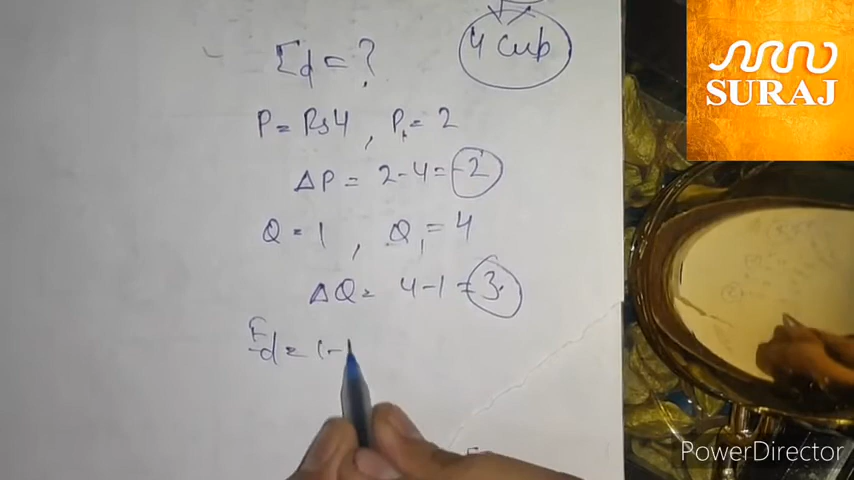 4 cup
Ed = ?
P = Rs4 , P₁ = 2
ΔP = 2 - 4 = -2
Q = 1 , Q₁ = 4
ΔQ = 4 - 1 = 3
Ed = (-
SURAJ
PowerDirector